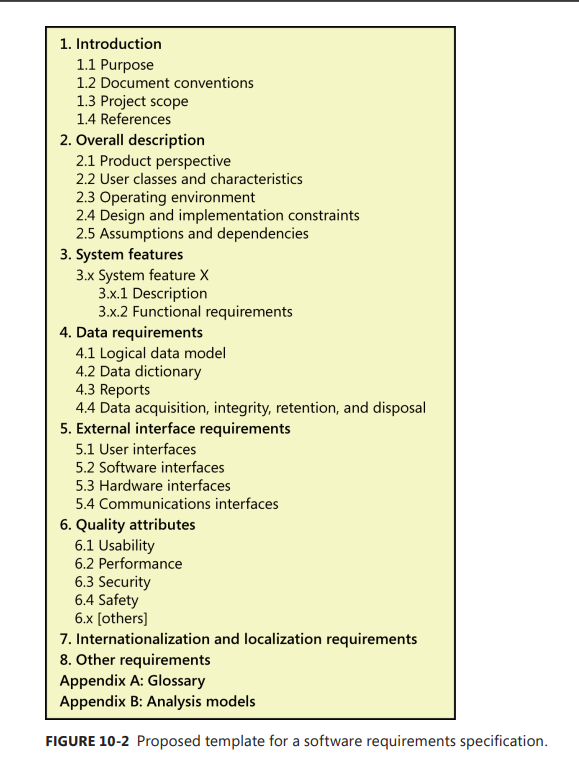 1. Introduction
1.1 Purpose
1.2 Document conventions
1.3 Project scope
1.4 References
2. Overall description
2.1 Product perspective
2.2 User classes and characteristics
2.3 Operating environment
2.4 Design and implementation constraints
2.5 Assumptions and dependencies
3. System features
3.x System feature X
3.x.1 Description
3.x.2 Functional requirements
4. Data requirements
4.1 Logical data model
4.2 Data dictionary
4.3 Reports
4.4 Data acquisition, integrity, retention, and disposal
5. External interface requirements
5.1 User interfaces
5.2 Software interfaces
5.3 Hardware interfaces
5.4 Communications interfaces
6. Quality attributes
6.1 Usability
6.2 Performance
6.3 Security
6.4 Safety
6.x [others]
7. Internationalization and localization requirements
8. Other requirements
Appendix A: Glossary
Appendix B: Analysis models
FIGURE 10-2 Proposed template for a software requirements specification.